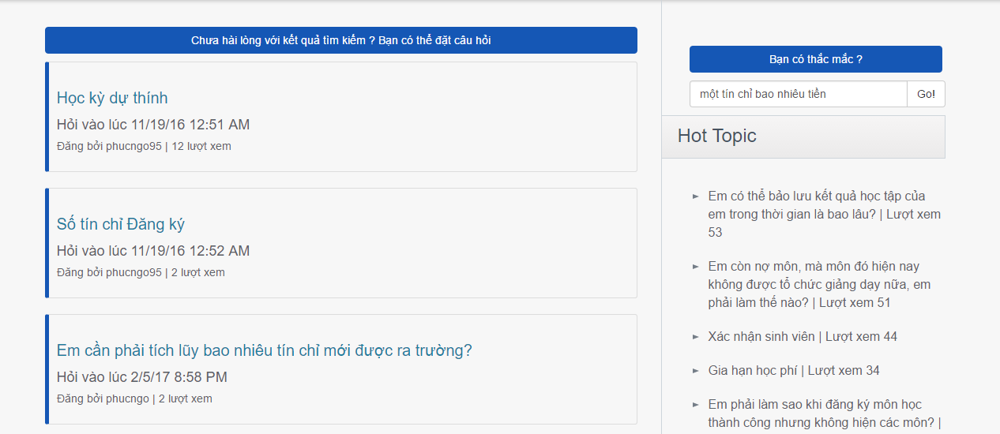 Chưa hài lòng với kết quả tìm kiếm ? Bạn có thể đặt câu hỏi
Học kỳ dự thính
Hỏi vào lúc 11/19/16 12:51 AM
Đăng bởi phucngo95 | 12 lượt xem
Số tín chỉ Đăng ký
Hỏi vào lúc 11/19/16 12:52 AM
Đăng bởi phucngo95 | 2 lượt xem
Em cần phải tích lũy bao nhiêu tín chỉ mới được ra trường?
Hỏi vào lúc 2/5/17 8:58 PM
Đăng bởi phucngo | 2 lượt xem
Bạn có thắc mắc ?
một tín chỉ bao nhiêu tiền Go!
Hot Topic
► Em có thể bảo lưu kết quả học tập của
em trong thời gian là bao lâu? | Lượt xem
53
► Em còn nợ môn, mà môn đó hiện nay
không được tổ chức giảng dạy nữa, em
phải làm thế nào? | Lượt xem 51
► Xác nhận sinh viên | Lượt xem 44
► Gia hạn học phí | Lượt xem 34
► Em phải làm sao khi đăng ký môn học
thành công nhưng không hiện các môn? |